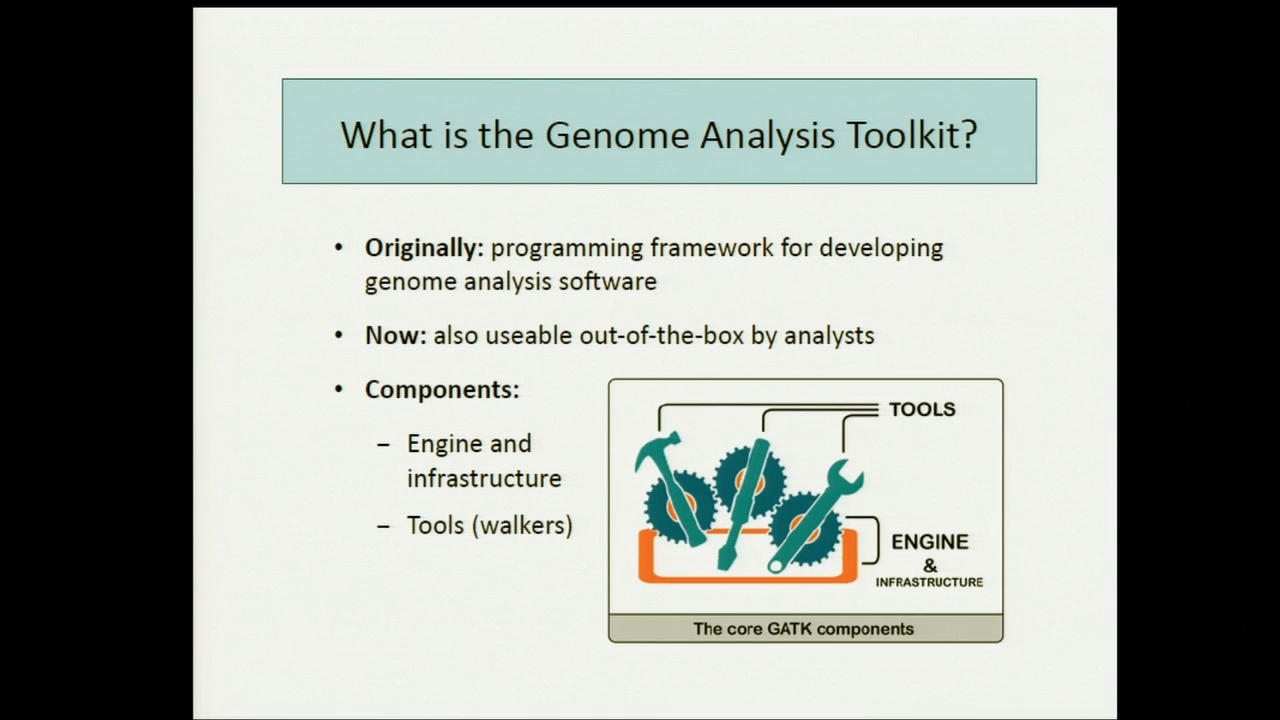 What is the Genome Analysis Toolkit?
• Originally: programming framework for developing
genome analysis software
• Now: also useable out-of-the-box by analysts
• Components:
– Engine and
infrastructure
– Tools (walkers)
TOOLS
ENGINE
&
INFRASTRUCTURE
The core GATK components